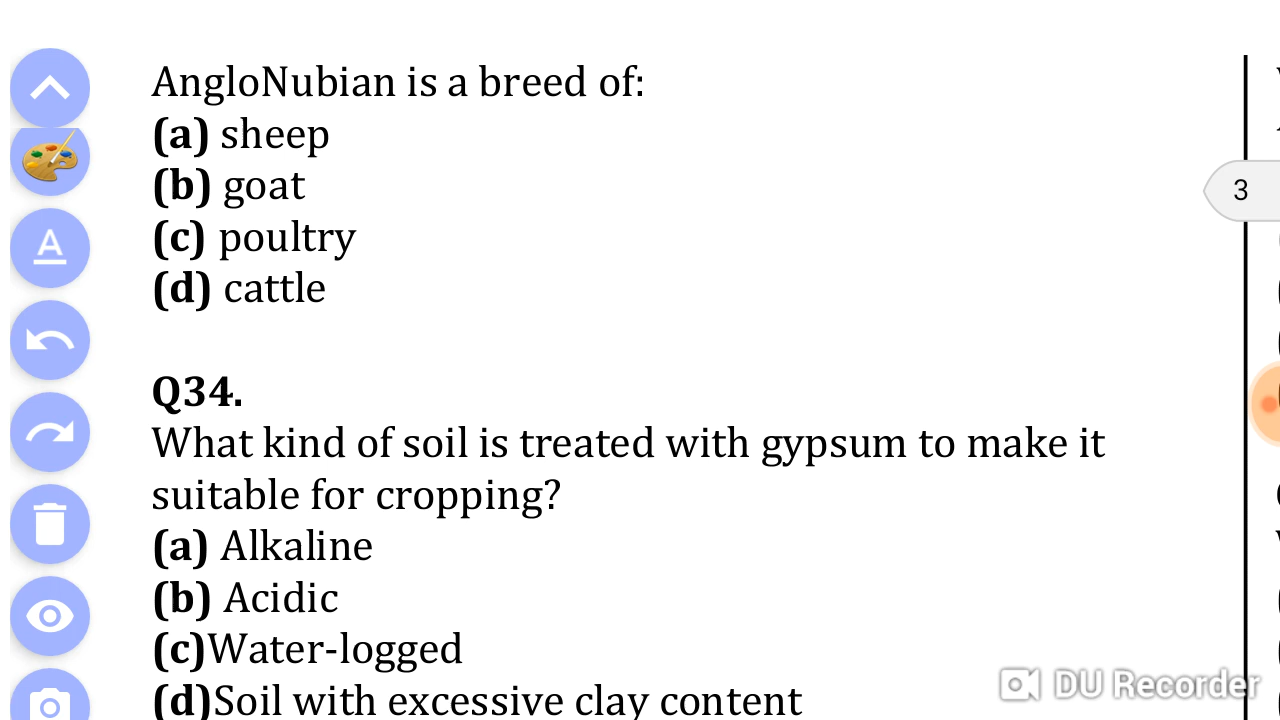 AngloNubian is a breed of:
(a) sheep
(b) goat
(c) poultry
(d) cattle
3
A
Q34.
What kind of soil is treated with gypsum to make it
suitable for cropping?
(a) Alkaline
(b) Acidic
(c)Water-logged
(d)Soil with excessive clay content
DU Recorder